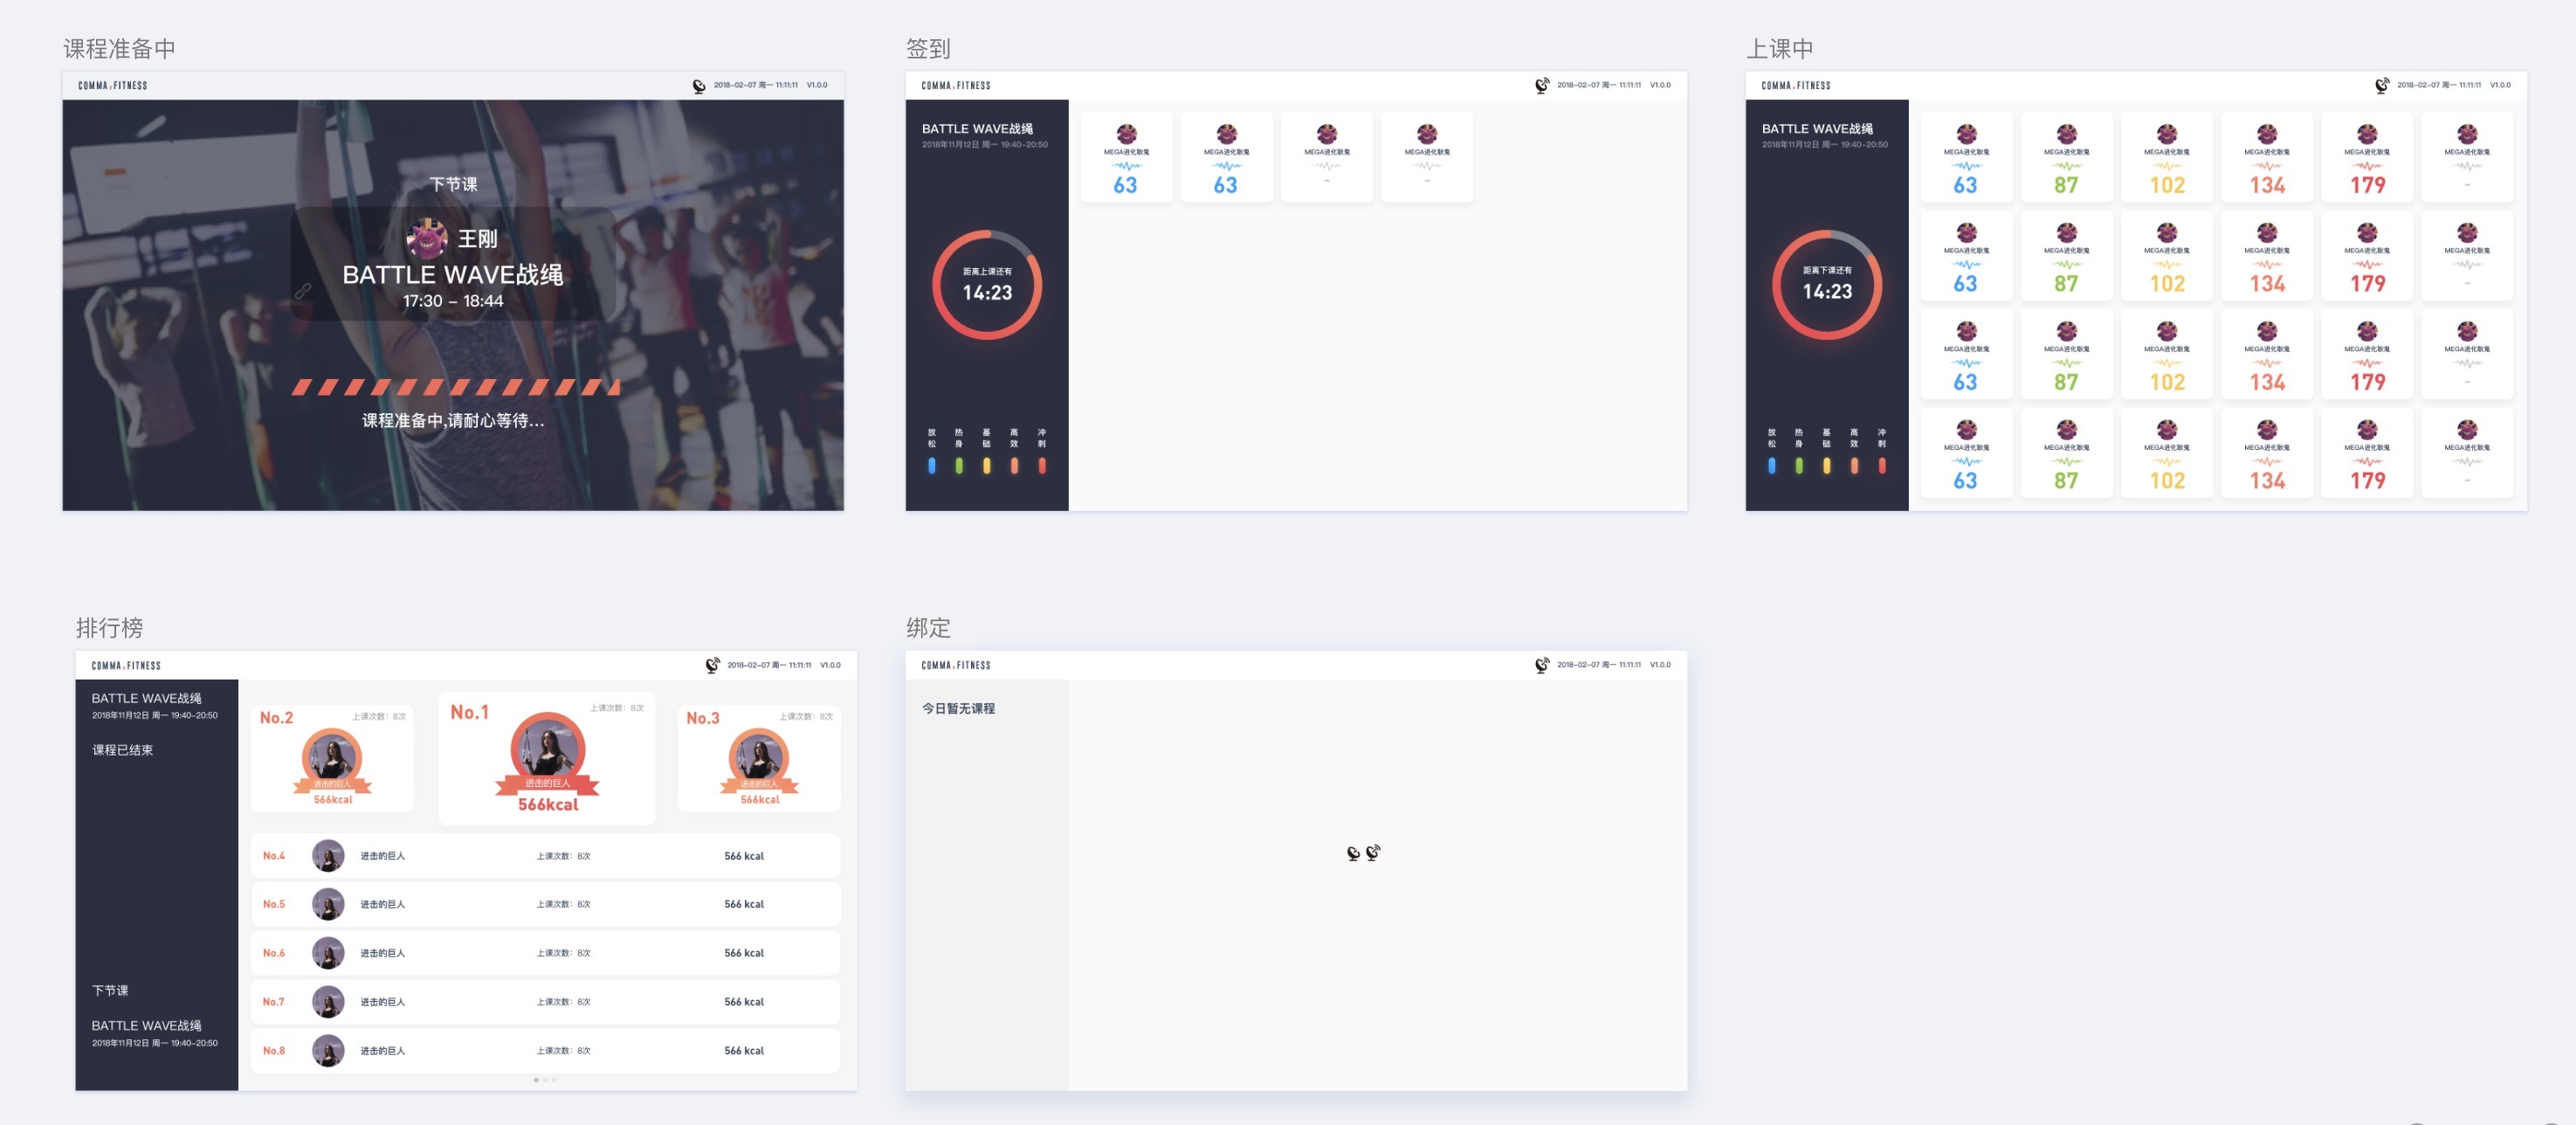 课程准备中
COMMA,FITNESS
2018-02-07 周一 11:11:11 V1.0.0
下节课
王刚
BATTLE WAVE战绳
17:30 - 18:44
课程准备中,请耐心等待...
签到
COMMA,FITNESS
2018-02-07 周一 11:11:11 V1.0.0
BATTLE WAVE战绳
2018年11月12日 周一 19:40-20:50
距离上课还有
14:23
放松 热身 基础 高效 冲刺
MEGA进化耿鬼 MEGA进化耿鬼 MEGA进化耿鬼 MEGA进化耿鬼
63 63 - -
上课中
COMMA,FITNESS
2018-02-07 周一 11:11:11 V1.0.0
BATTLE WAVE战绳
2018年11月12日 周一 19:40-20:50
距离下课还有
14:23
放松 热身 基础 高效 冲刺
MEGA进化耿鬼 MEGA进化耿鬼 MEGA进化耿鬼 MEGA进化耿鬼 MEGA进化耿鬼 MEGA进化耿鬼
63 87 102 134 179 -
MEGA进化耿鬼 MEGA进化耿鬼 MEGA进化耿鬼 MEGA进化耿鬼 MEGA进化耿鬼 MEGA进化耿鬼
63 87 102 134 179 -
MEGA进化耿鬼 MEGA进化耿鬼 MEGA进化耿鬼 MEGA进化耿鬼 MEGA进化耿鬼 MEGA进化耿鬼
63 87 102 134 179 -
MEGA进化耿鬼 MEGA进化耿鬼 MEGA进化耿鬼 MEGA进化耿鬼 MEGA进化耿鬼 MEGA进化耿鬼
63 87 102 134 179 -
排行榜
COMMA,FITNESS
2018-02-07 周一 11:11:11 V1.0.0
BATTLE WAVE战绳
2018年11月12日 周一 19:40-20:50
课程已结束
下节课
BATTLE WAVE战绳
2018年11月12日 周一 19:40-20:50
No.2 上课次数：8次
进击的巨人
566kcal
No.1 上课次数：8次
进击的巨人
566kcal
No.3 上课次数：8次
进击的巨人
566kcal
No.4 进击的巨人 上课次数：8次 566 kcal
No.5 进击的巨人 上课次数：8次 566 kcal
No.6 进击的巨人 上课次数：8次 566 kcal
No.7 进击的巨人 上课次数：8次 566 kcal
No.8 进击的巨人 上课次数：8次 566 kcal
绑定
COMMA,FITNESS
2018-02-07 周一 11:11:11 V1.0.0
今日暂无课程